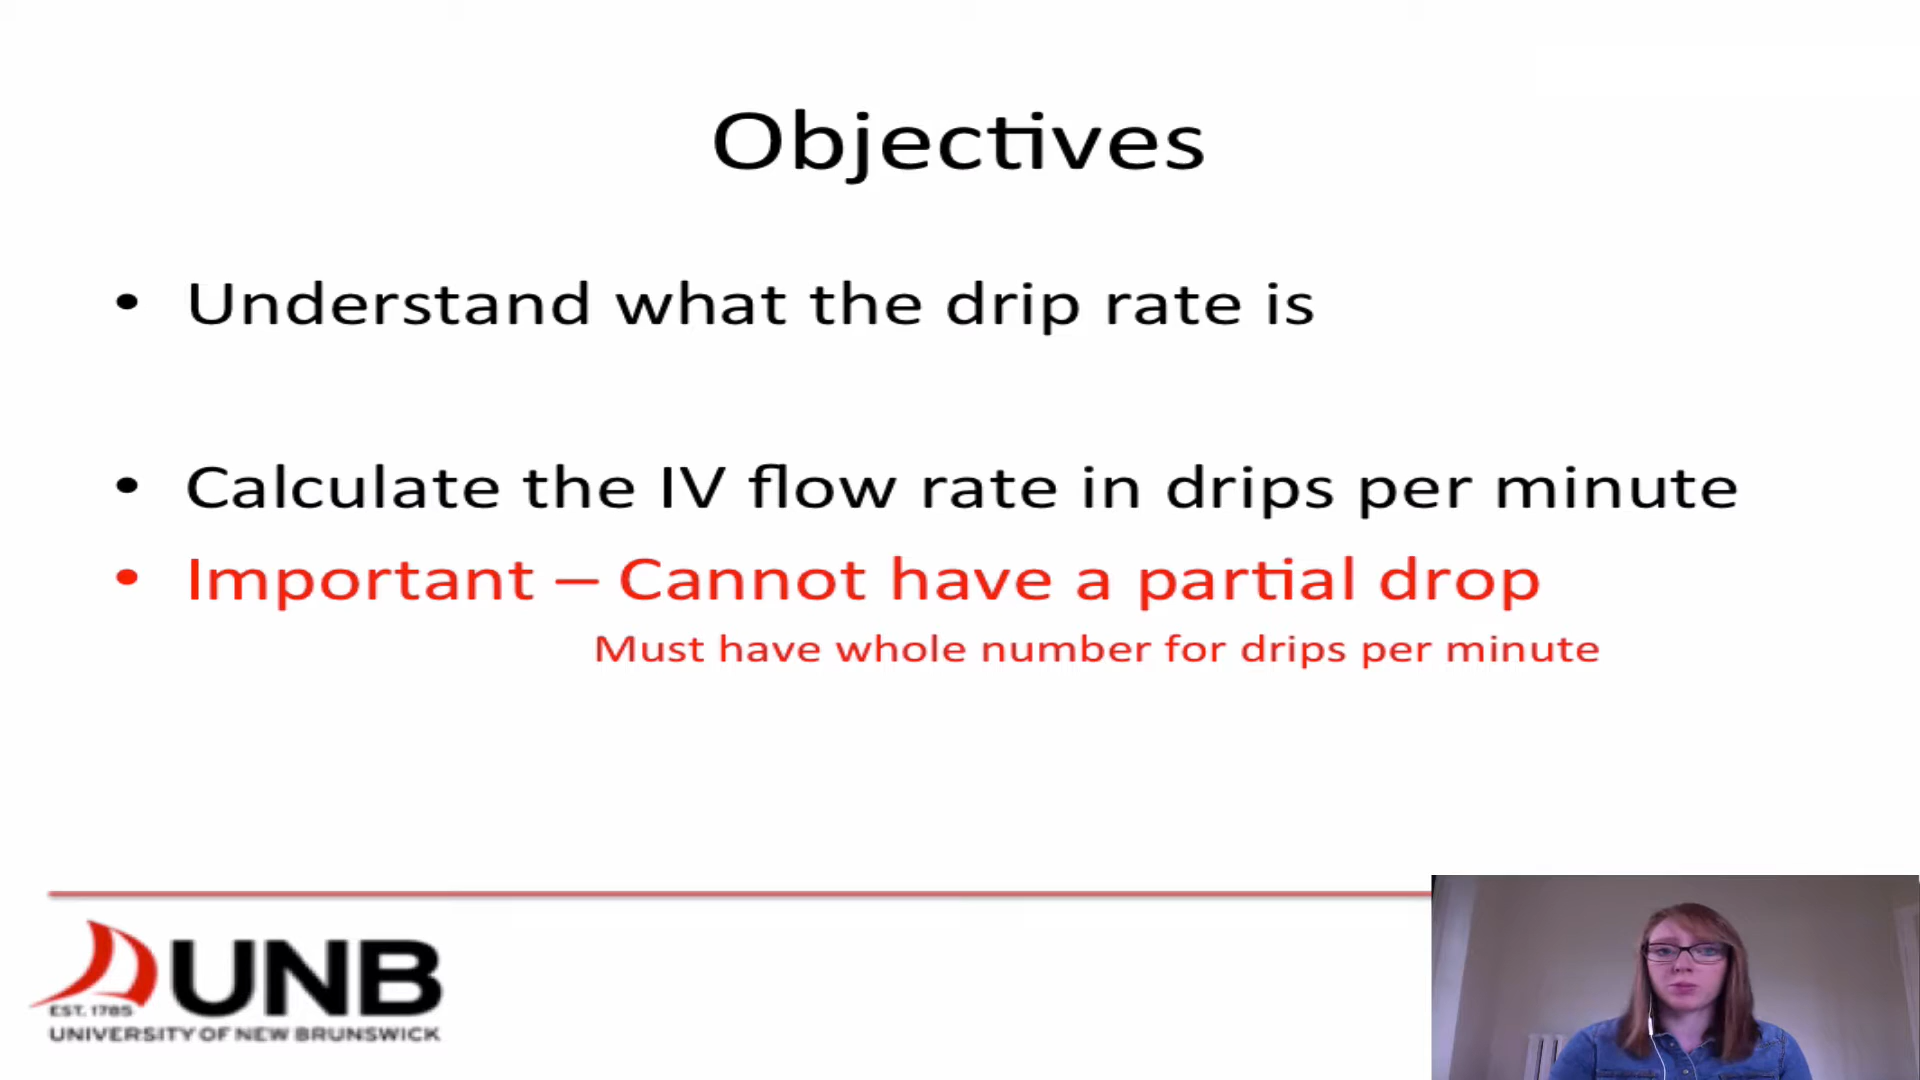 Objectives
• Understand what the drip rate is
• Calculate the IV flow rate in drips per minute
• Important – Cannot have a partial drop
Must have whole number for drips per minute
UNB
EST. 1785
UNIVERSITY OF NEW BRUNSWICK